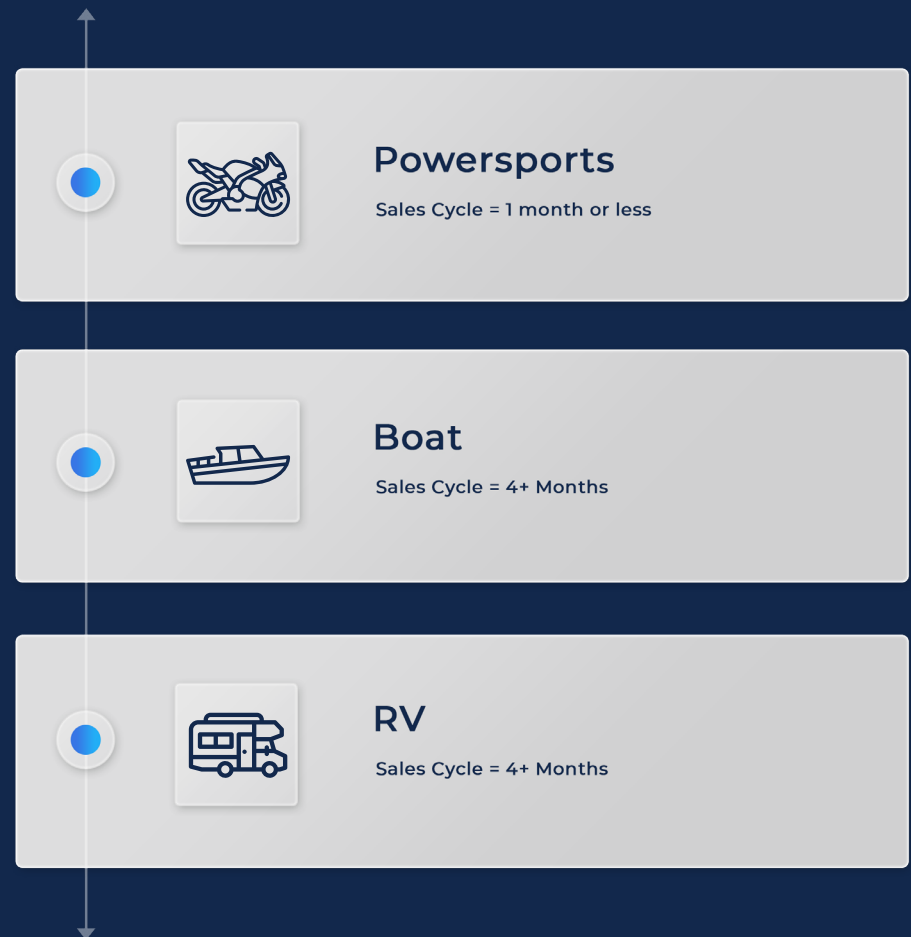 Powersports
Sales Cycle = 1 month or less
Boat
Sales Cycle = 4+ Months
RV
Sales Cycle = 4+ Months